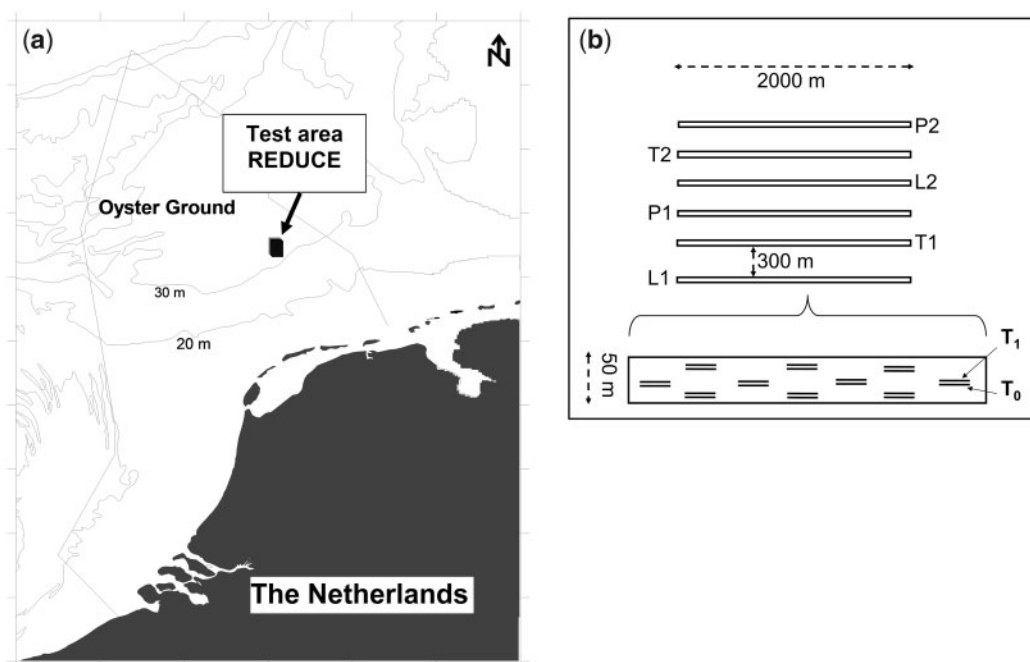 (a)
N
Test area
REDUCE
Oyster Ground
30 m
20 m
The Netherlands
(b)
2000 m
P2
T2
L2
P1
T1
300 m
L1
50 m
T₁
T₀